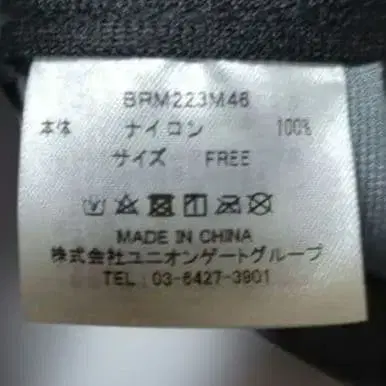 BRM223M46
本体 ナイロン 100%
サイズ FREE
MADE IN CHINA
株式会社ユニオンゲートグループ
TEL : 03-6427-3901